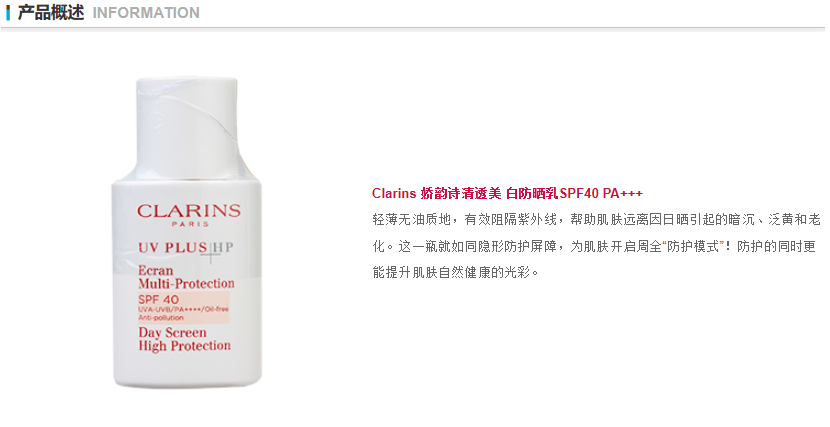 产品概述 INFORMATION
CLARINS
PARIS
UV PLUS HP
Ecran
Multi-Protection
SPF 40
UVA-UVB/PA++++/Oil-free
Anti-pollution
Day Screen
High Protection
Clarins 娇韵诗清透美 白防晒乳SPF40 PA+++
轻薄无油质地，有效阻隔紫外线，帮助肌肤远离因日晒引起的暗沉、泛黄和老
化。这一瓶就如同隐形防护屏障，为肌肤开启周全“防护模式”！防护的同时更
能提升肌肤自然健康的光彩。